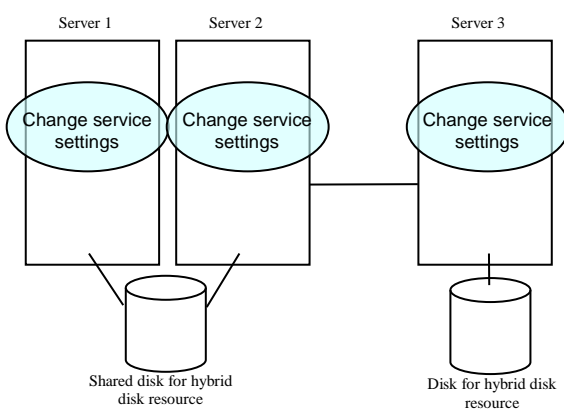 Server 1
Server 2
Server 3
Change service
settings
Change service
settings
Change service
settings
Shared disk for hybrid
disk resource
Disk for hybrid disk
resource